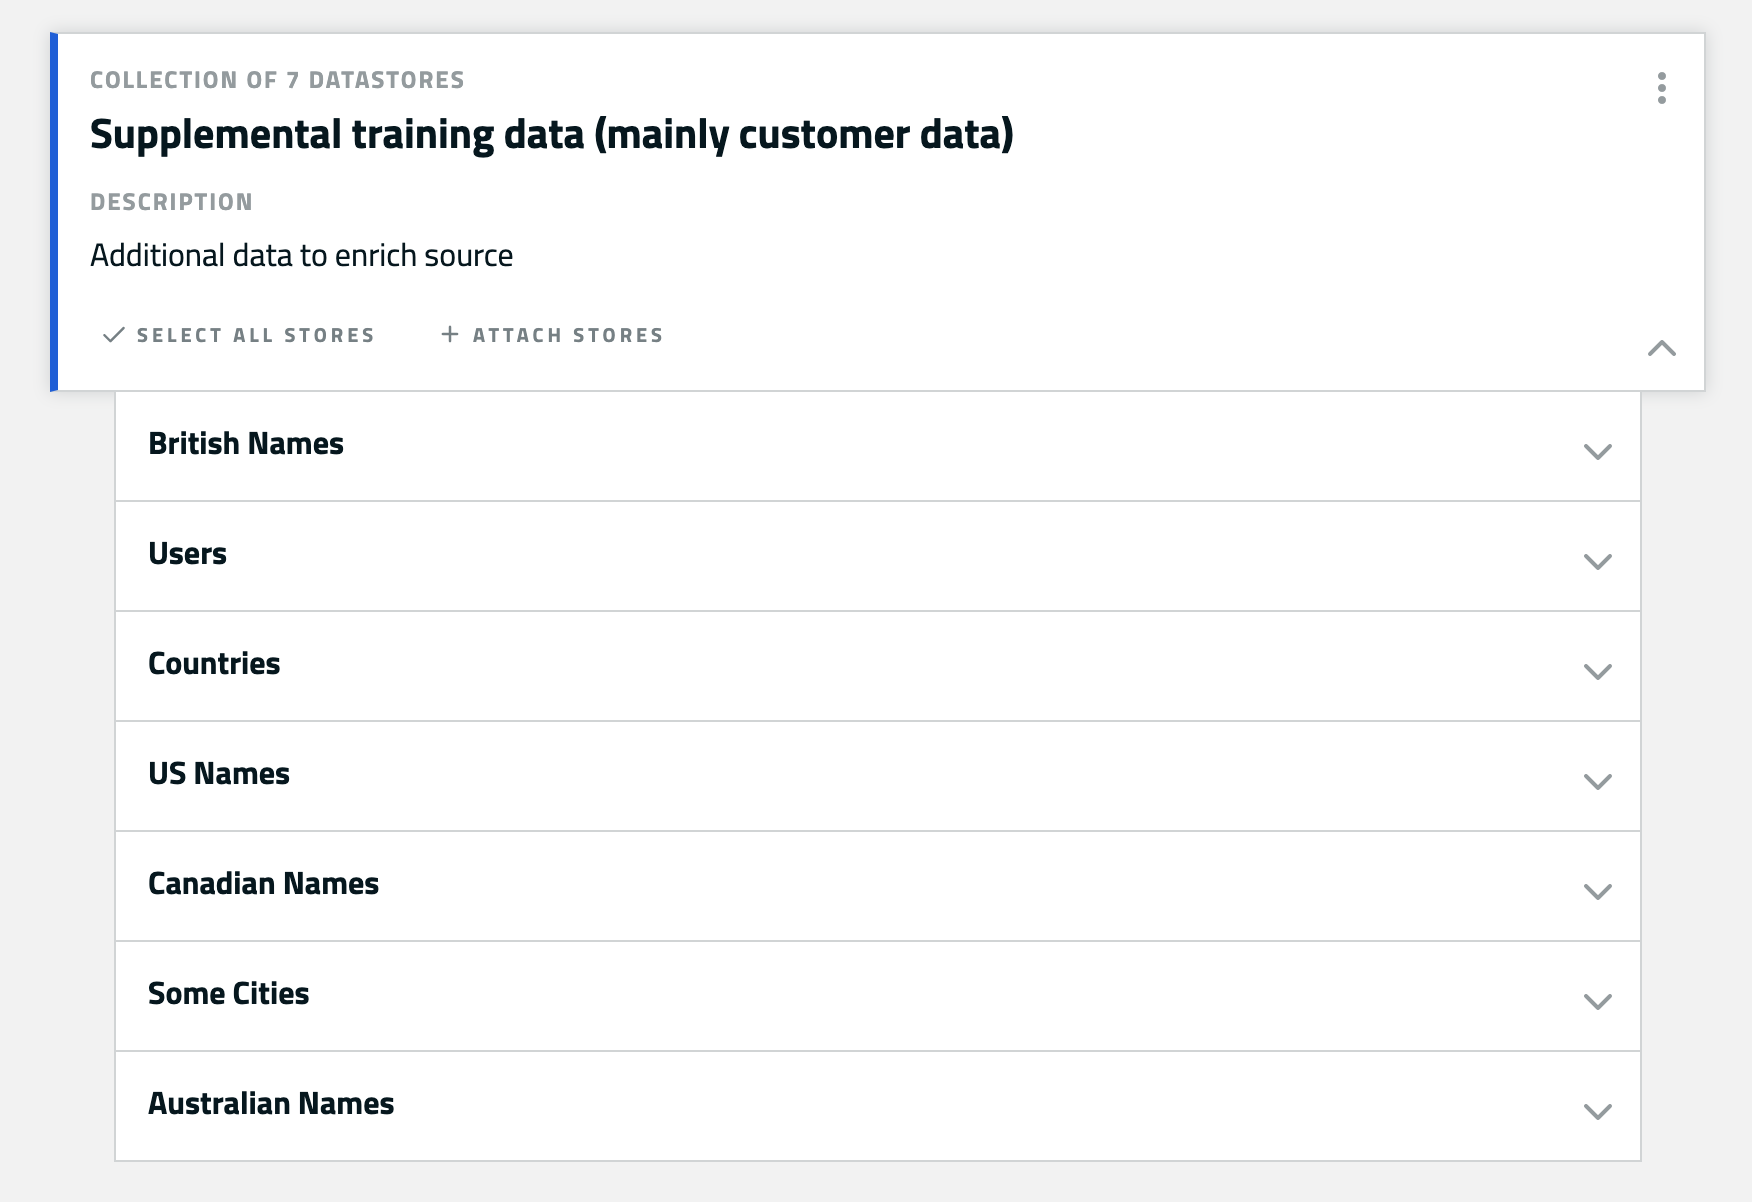 COLLECTION OF 7 DATASTORES
Supplemental training data (mainly customer data)
DESCRIPTION
Additional data to enrich source
SELECT ALL STORES
ATTACH STORES
British Names
Users
Countries
US Names
Canadian Names
Some Cities
Australian Names